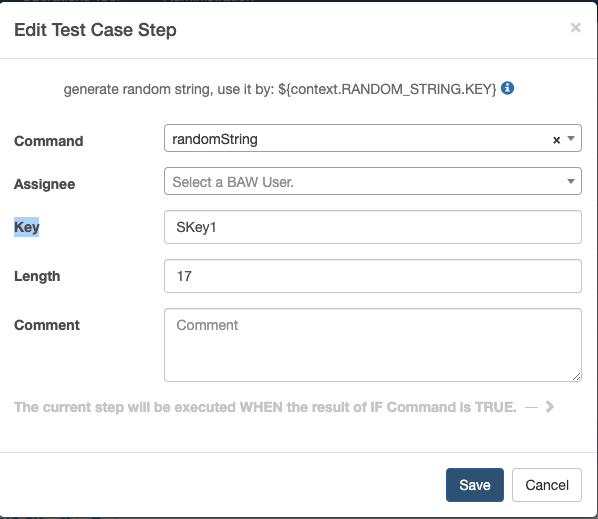 Edit Test Case Step
×
generate random string, use it by: ${context.RANDOM_STRING.KEY}
Command
randomString ×
Assignee
Select a BAW User.
Key
SKey1
Length
17
Comment
Comment
The current step will be executed WHEN the result of IF Command is TRUE. —
Save
Cancel